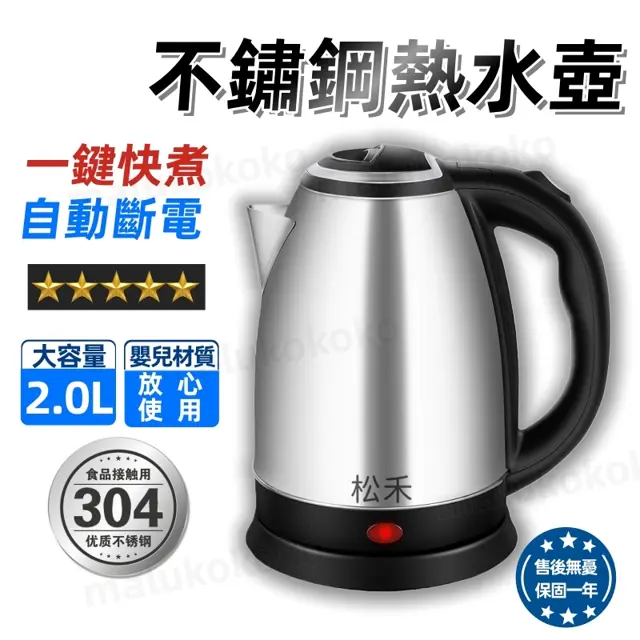 不鏽鋼熱水壺
一鍵快煮
自動斷電
大容量
2.0L
嬰兒材質
放心
使用
食品接触用
304
优质不锈钢
松禾
售後無憂
保固一年
malukokoko